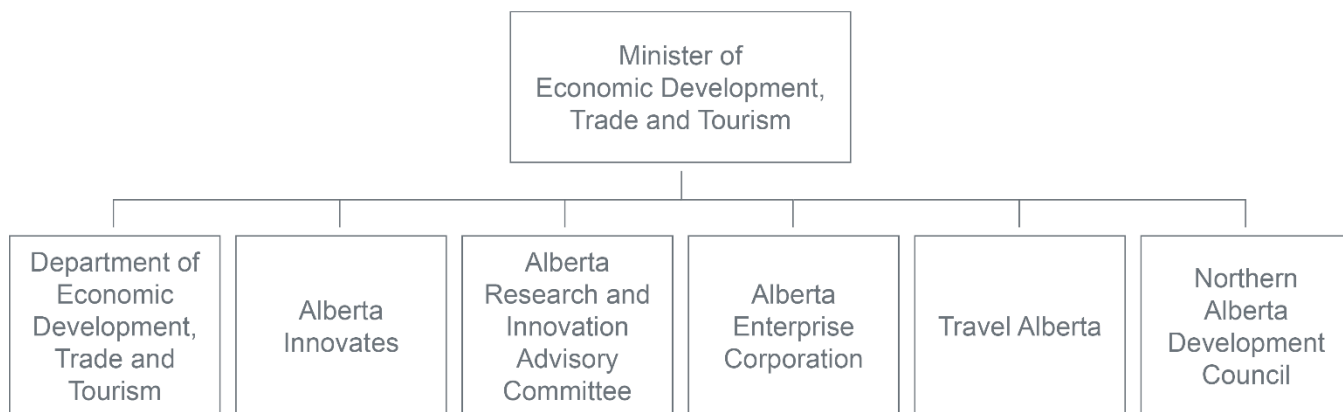 Minister of
Economic Development,
Trade and Tourism
Department of
Economic
Development,
Trade and
Tourism
Alberta
Innovates
Alberta
Research and
Innovation
Advisory
Committee
Alberta
Enterprise
Corporation
Travel Alberta
Northern
Alberta
Development
Council